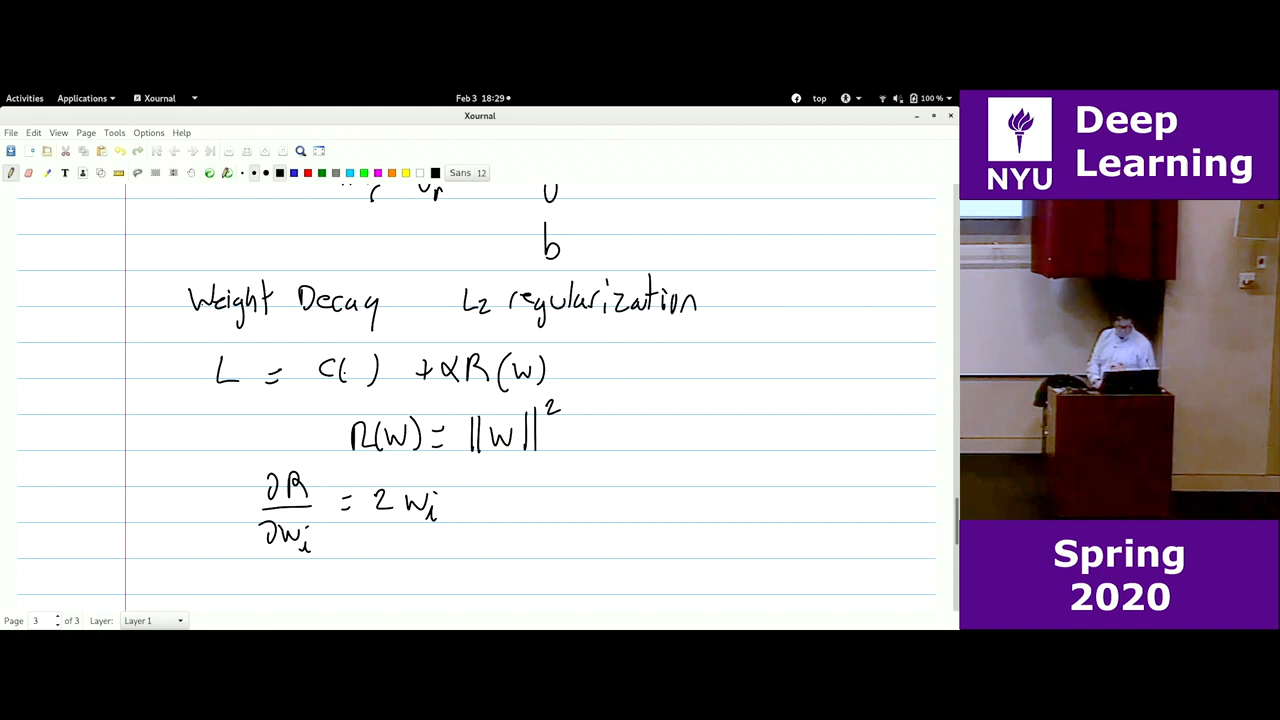 Activities Applications Xournal Feb 3 18:29 top 100 %
Xournal
File Edit View Page Tools Options Help
T Sans 12
b
Weight Decay L2 regularization
L = C( ) + α R(w)
R(W) = ||W||²
∂R/∂wi = 2 wi
Page 3 of 3 Layer: Layer 1
NYU
Deep
Learning
Spring
2020